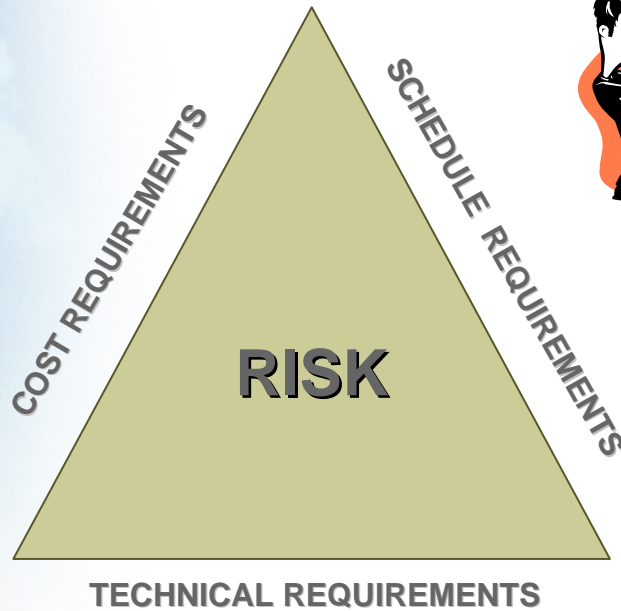 COST REQUIREMENTS
SCHEDULE REQUIREMENTS
RISK
TECHNICAL REQUIREMENTS